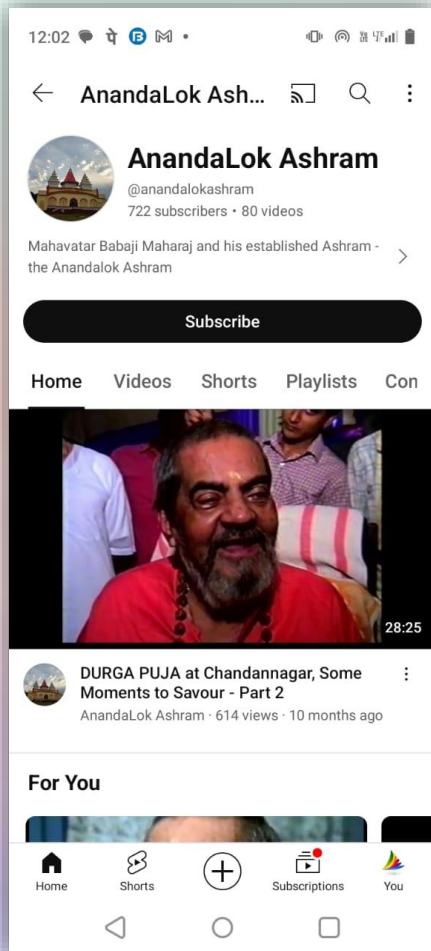 12:02 पे B M •
AnandaLok Ash...
AnandaLok Ashram
@anandalokashram
722 subscribers • 80 videos
Mahavatar Babaji Maharaj and his established Ashram -
the Anandalok Ashram
Subscribe
Home Videos Shorts Playlists Con
28:25
DURGA PUJA at Chandannagar, Some
Moments to Savour - Part 2
AnandaLok Ashram · 614 views · 10 months ago
For You
Home Shorts Subscriptions You